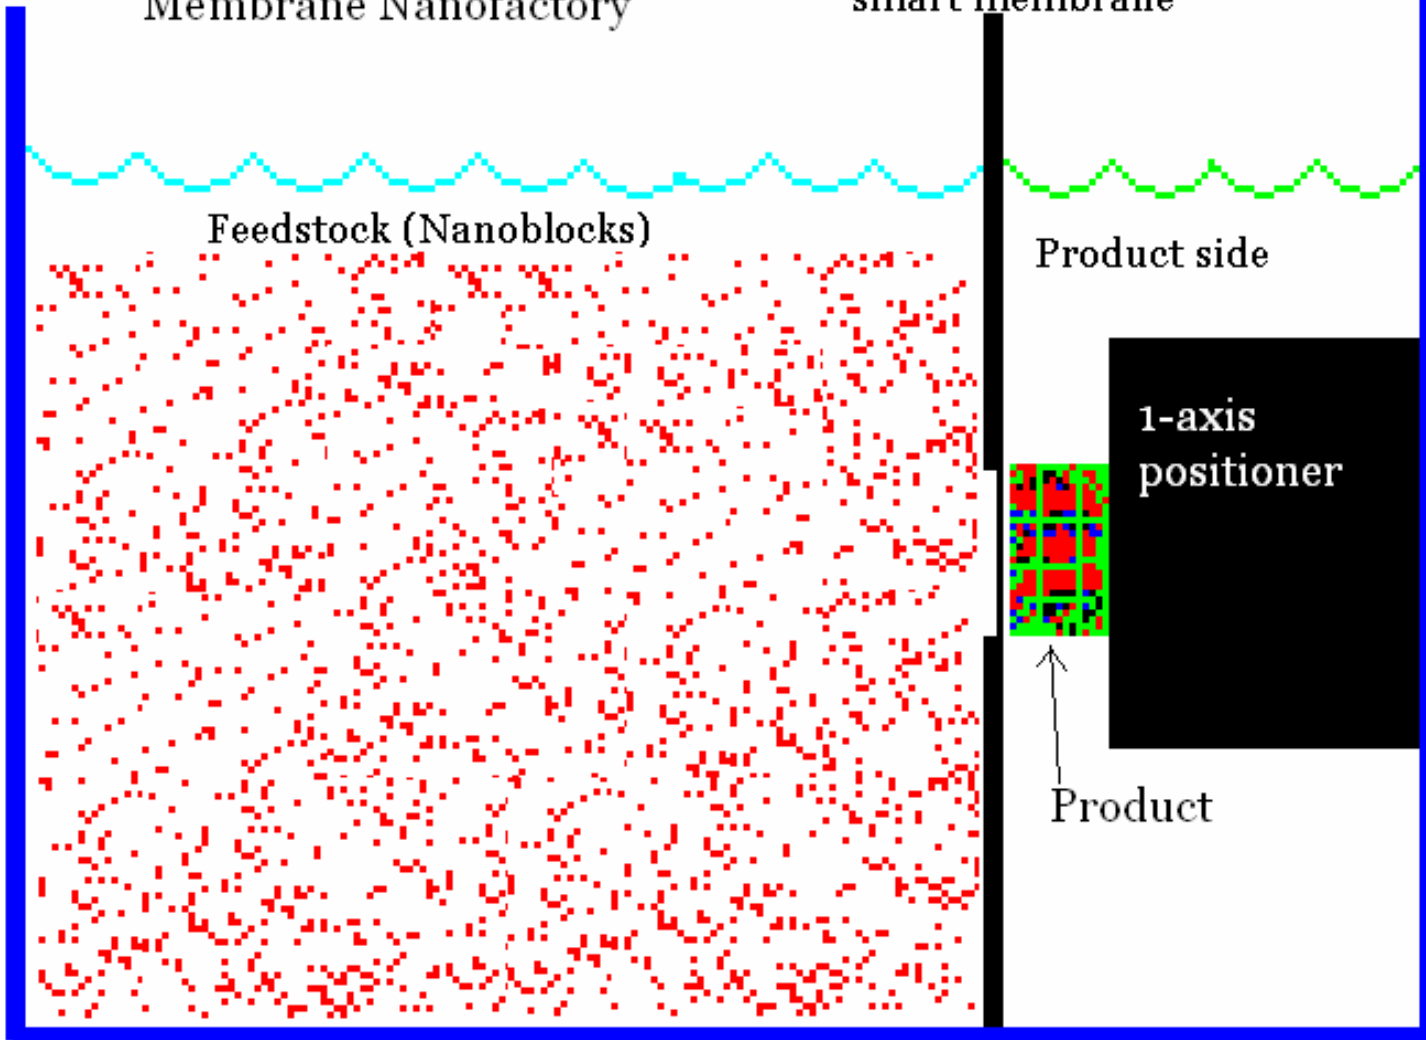 Membrane Nanofactory
smart membrane
Feedstock (Nanoblocks)
Product side
1-axis
positioner
Product